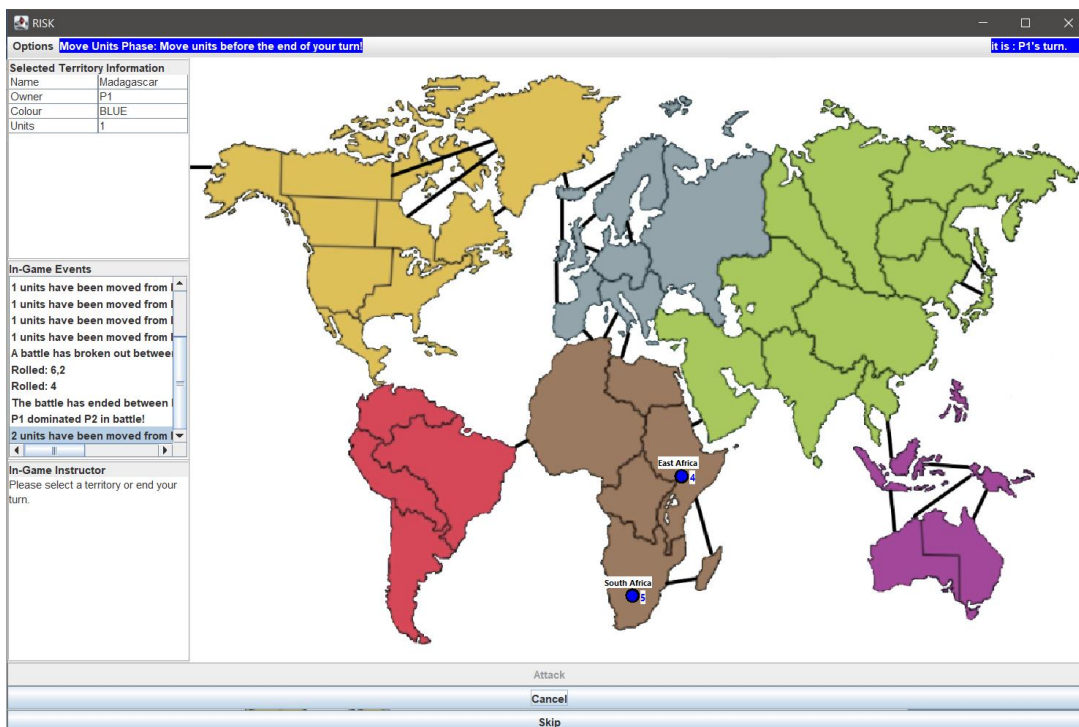 RISK
Options Move Units Phase: Move units before the end of your turn! it is : P1's turn.
Selected Territory Information
Name Madagascar
Owner P1
Colour BLUE
Units 1
In-Game Events
1 units have been moved from
1 units have been moved from
1 units have been moved from
1 units have been moved from
A battle has broken out between
Rolled: 6,2
Rolled: 4
The battle has ended between
P1 dominated P2 in battle!
2 units have been moved from
In-Game Instructor
Please select a territory or end your
turn.
East Africa
4
South Africa
5
Attack
Cancel
Skip